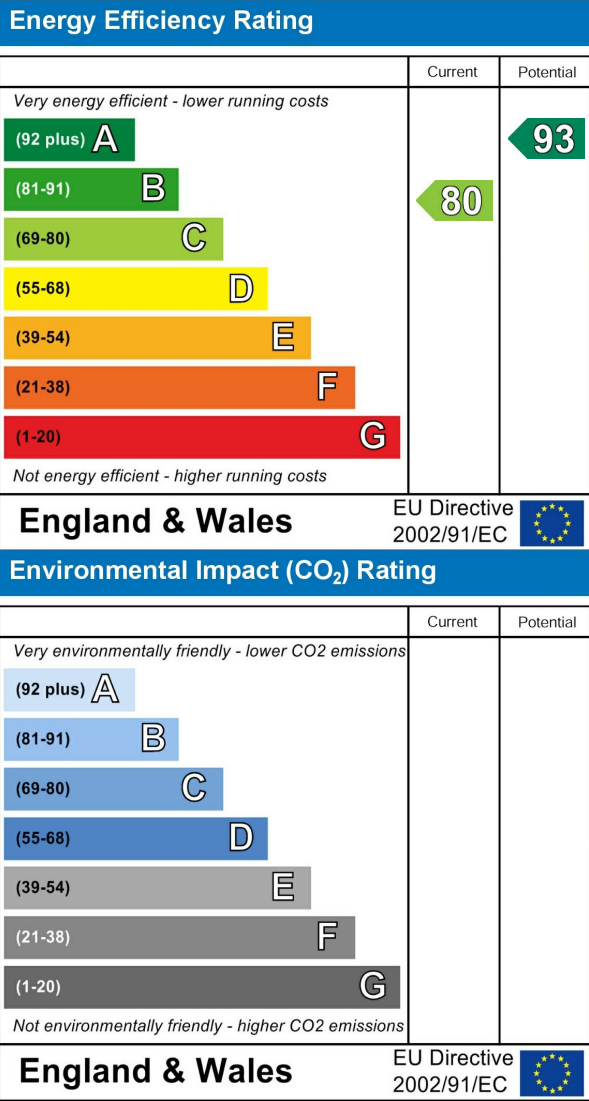 Energy Efficiency Rating
Current Potential
Very energy efficient - lower running costs
(92 plus) A
93
(81-91) B
80
(69-80) C
(55-68) D
(39-54) E
(21-38) F
(1-20) G
Not energy efficient - higher running costs
England & Wales
EU Directive
2002/91/EC
Environmental Impact (CO₂) Rating
Current Potential
Very environmentally friendly - lower CO2 emissions
(92 plus) A
(81-91) B
(69-80) C
(55-68) D
(39-54) E
(21-38) F
(1-20) G
Not environmentally friendly - higher CO2 emissions
England & Wales
EU Directive
2002/91/EC